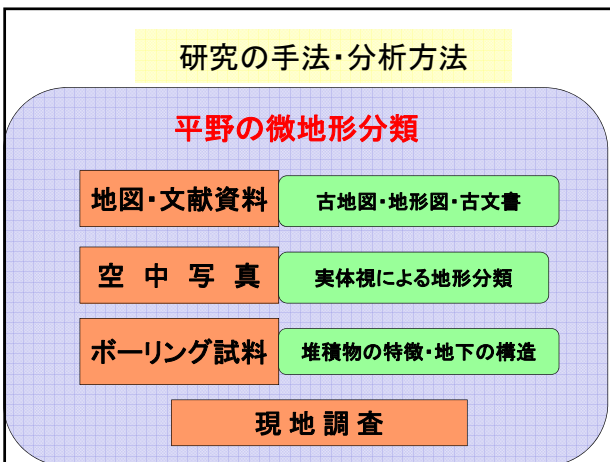 研究の手法・分析方法
平野の微地形分類
地図・文献資料
古地図・地形図・古文書
空中写真
実体視による地形分類
ボーリング試料
堆積物の特徴・地下の構造
現地調査